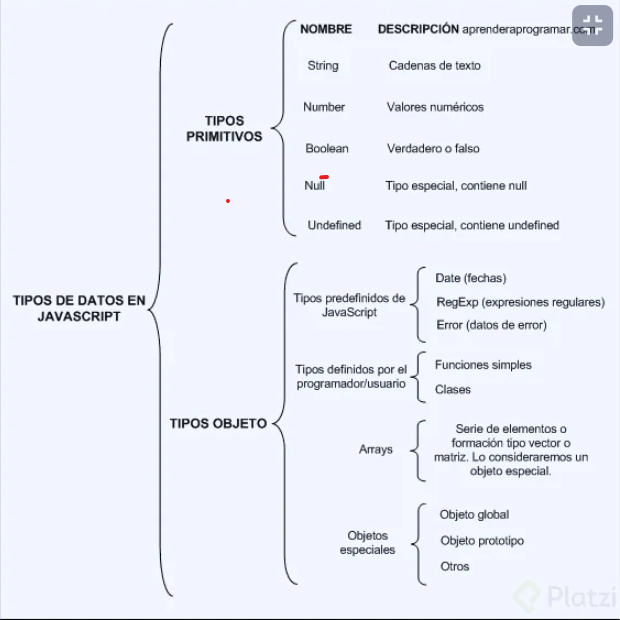 NOMBRE DESCRIPCIÓN aprenderaprogramar.com
String Cadenas de texto
Number Valores numéricos
TIPOS
PRIMITIVOS
Boolean Verdadero o falso
Null Tipo especial, contiene null
Undefined Tipo especial, contiene undefined
TIPOS DE DATOS EN
JAVASCRIPT
TIPOS OBJETO
Tipos predefinidos de
JavaScript
Date (fechas)
RegExp (expresiones regulares)
Error (datos de error)
Tipos definidos por el
programador/usuario
Funciones simples
Clases
Arrays
Serie de elementos o
formación tipo vector o
matriz. Lo consideraremos un
objeto especial.
Objetos
especiales
Objeto global
Objeto prototipo
Otros
Platzi